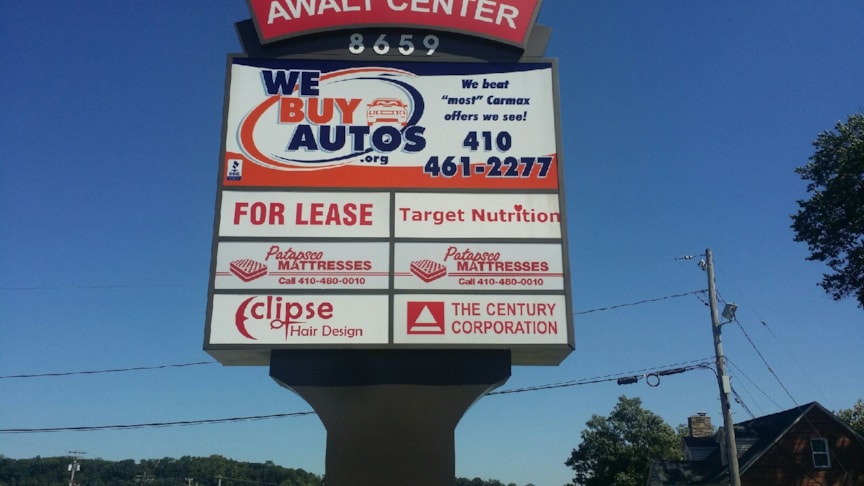 AWALT CENTER
8659
WE
BUY
AUTOS
.org
We beat
"most" Carmax
offers we see!
410
461-2277
FOR LEASE
Target Nutrition
Patapsco
MATTRESSES
Call 410-480-0010
Patapsco
MATTRESSES
Call 410-480-0010
Eclipse
Hair Design
THE CENTURY
CORPORATION